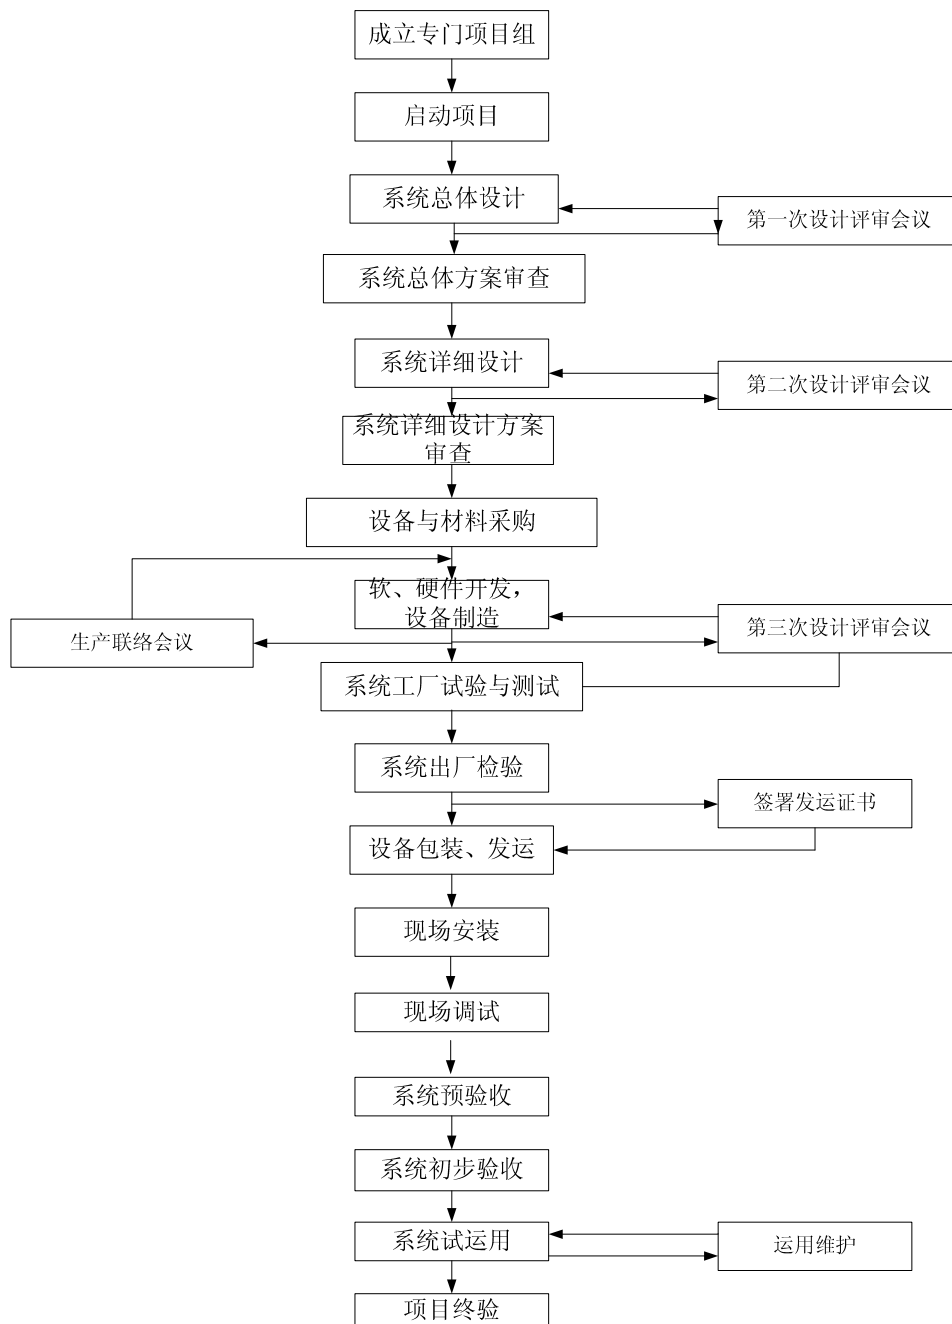 成立专门项目组
启动项目
系统总体设计
第一次设计评审会议
系统总体方案审查
系统详细设计
第二次设计评审会议
系统详细设计方案
审查
设备与材料采购
软、硬件开发，
设备制造
生产联络会议
第三次设计评审会议
系统工厂试验与测试
系统出厂检验
签署发运证书
设备包装、发运
现场安装
现场调试
系统预验收
系统初步验收
系统试运用
运用维护
项目终验